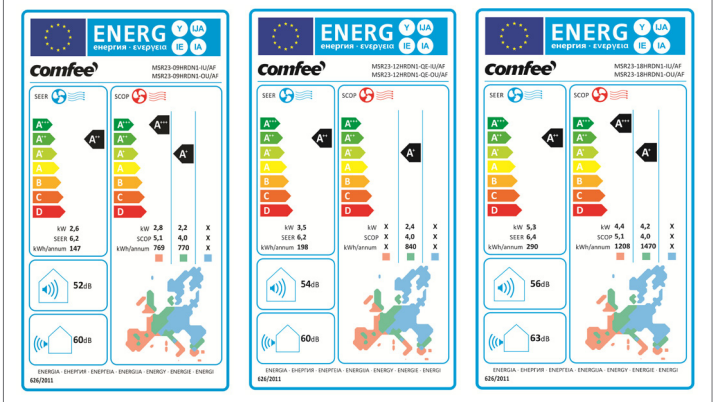 ENERG Y IJA IE IA
енергия · ενεργεια
comfee
MSR23-09HRDN1-IU/AF
MSR23-09HRDN1-OU/AF
SEER
SCOP
A+++ A+++ A+++
A++ A++ A++
A+ A+ A+
A A
B B
C C
D D
kW 2,6 kW 2,8 2,2 X
SEER 6,2 SCOP 5,1 4,0 X
kWh/annum 147 kWh/annum 769 770 X
52dB
60dB
ENERGIA · ЕНЕРГИЯ · ΕΝΕΡΓΕΙΑ · ENERGIJA · ENERGY · ENERGIE · ENERGI
626/2011
ENERG Y IJA IE IA
енергия · ενεργεια
comfee
MSR23-12HRDN1-QE-IU/AF
MSR23-12HRDN1-QE-OU/AF
SEER
SCOP
A+++ A+++
A++ A++ A++
A+ A+ A+
A A
B B
C C
D D
kW 3,5 kW X 2,4 X
SEER 6,2 SCOP X 4,0 X
kWh/annum 198 kWh/annum X 840 X
54dB
60dB
ENERGIA · ЕНЕРГИЯ · ΕΝΕΡΓΕΙΑ · ENERGIJA · ENERGY · ENERGIE · ENERGI
626/2011
ENERG Y IJA IE IA
енергия · ενεργεια
comfee
MSR23-18HRDN1-IU/AF
MSR23-18HRDN1-OU/AF
SEER
SCOP
A+++ A+++ A+++
A++ A++ A++
A+ A+ A+
A A
B B
C C
D D
kW 5,3 kW 4,4 4,2 X
SEER 6,4 SCOP 5,1 4,0 X
kWh/annum 290 kWh/annum 1208 1470 X
56dB
63dB
ENERGIA · ЕНЕРГИЯ · ΕΝΕΡΓΕΙΑ · ENERGIJA · ENERGY · ENERGIE · ENERGI
626/2011